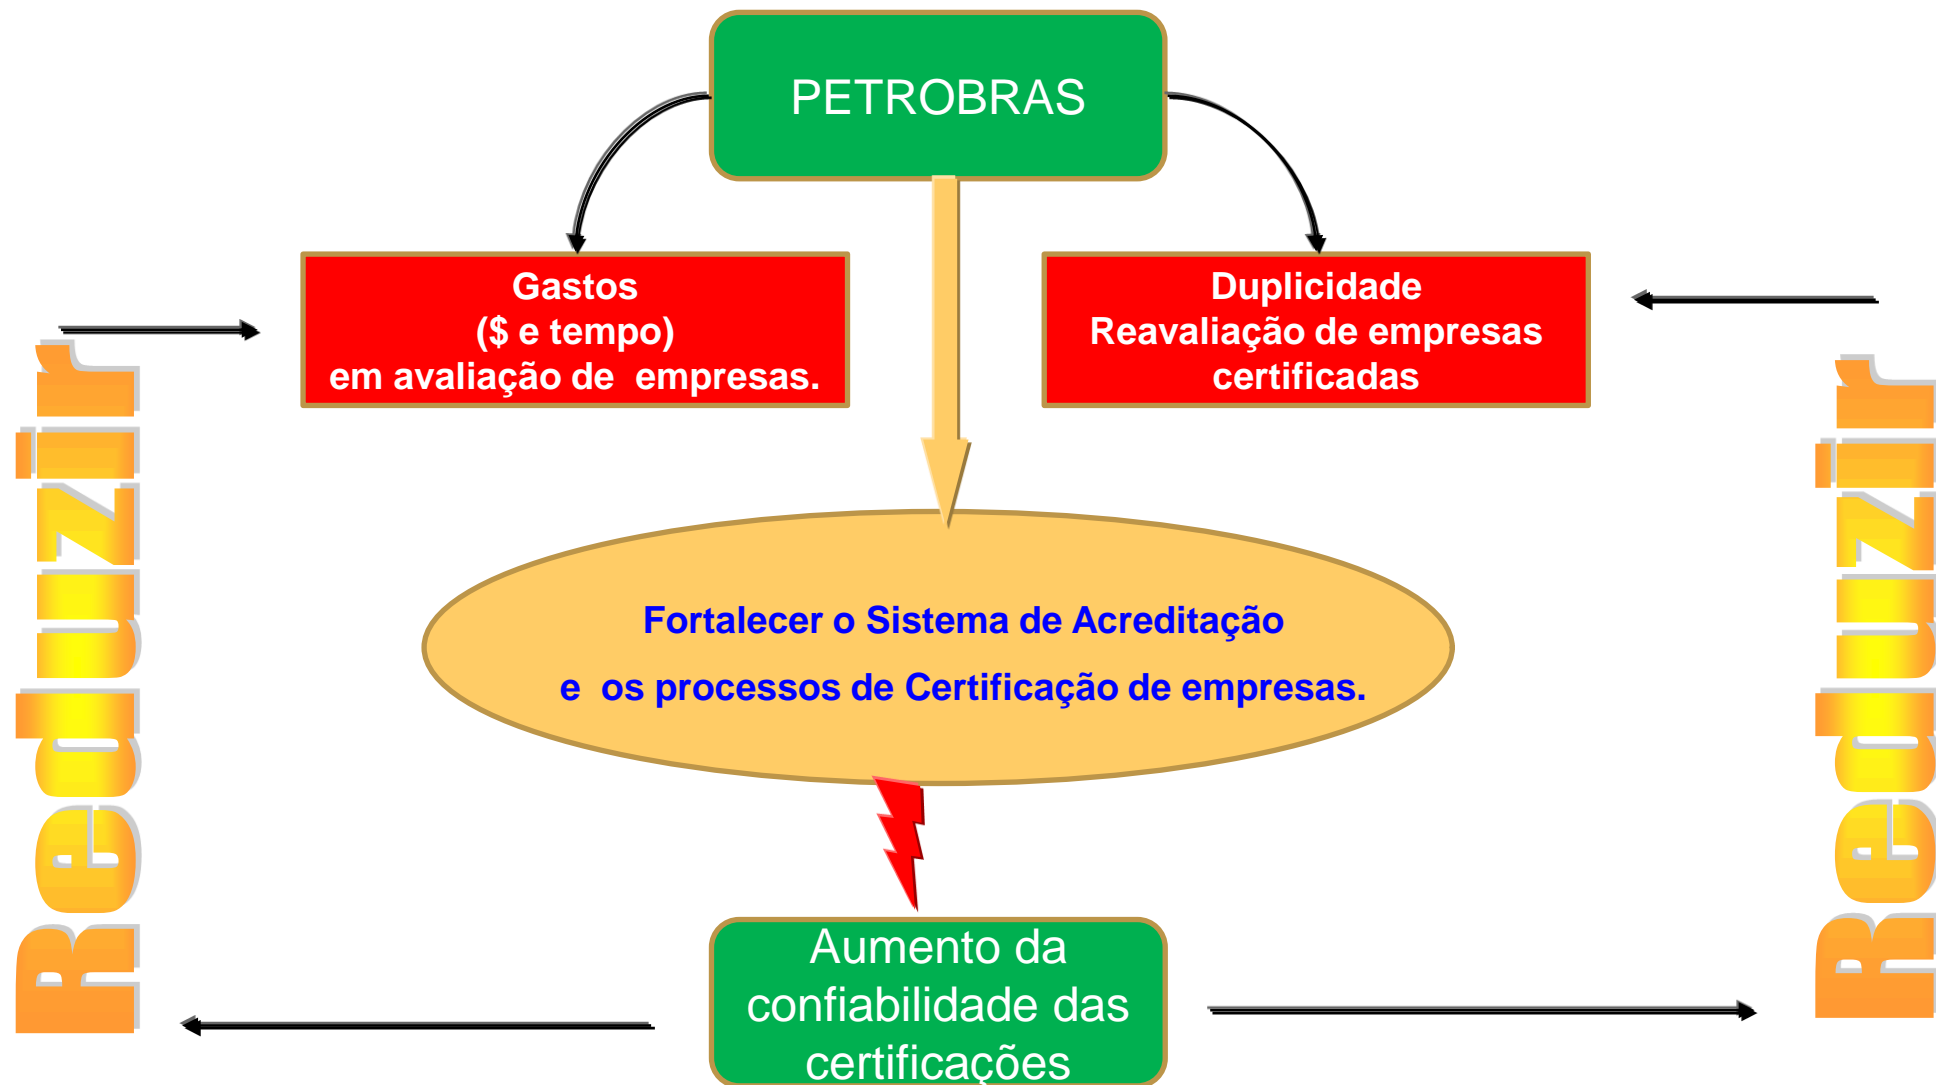 PETROBRAS
Gastos
($ e tempo)
em avaliação de  empresas.
Duplicidade
Reavaliação de empresas
certificadas
Reduzir
Reduzir
Fortalecer o Sistema de Acreditação
e  os processos de Certificação de empresas.
Aumento da
confiabilidade das
certificações